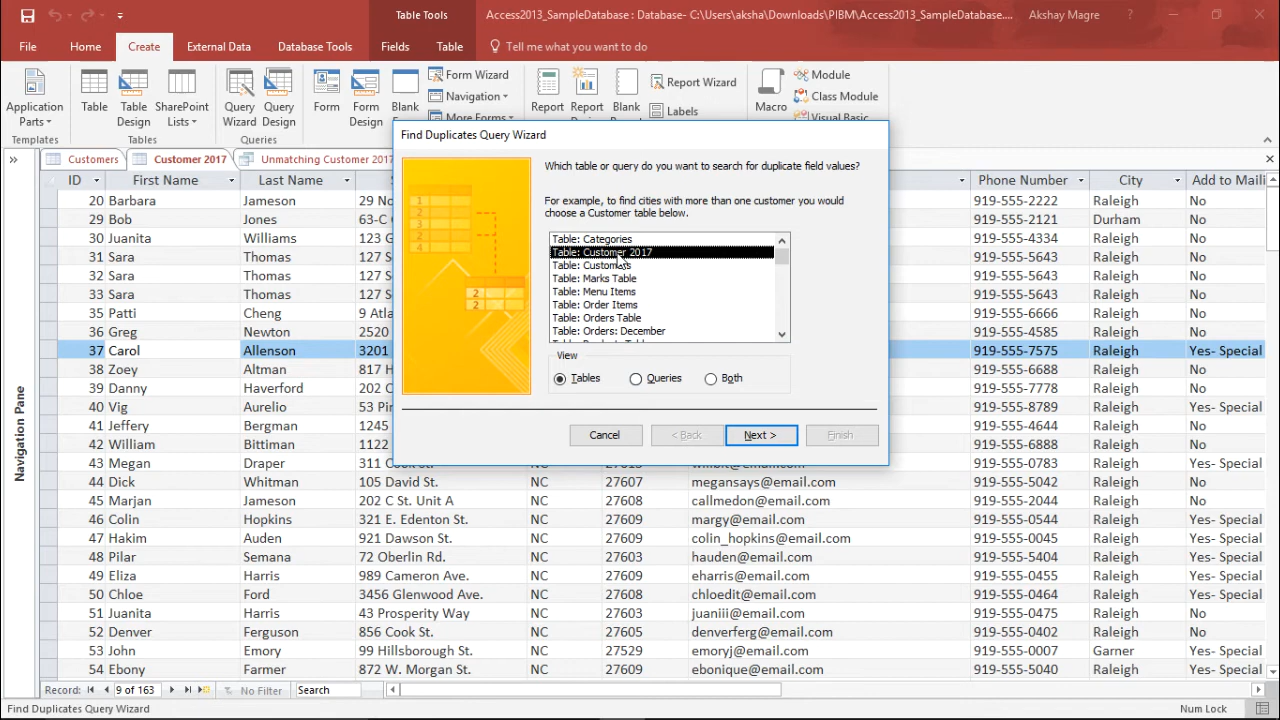 Table Tools
Access2013_SampleDatabase : Database- C:\Users\aksha\Downloads\PIBM\Access2013_SampleDatabase....
Akshay Magre
?
File
Home
Create
External Data
Database Tools
Fields
Table
Tell me what you want to do
Application Parts
Table
Table Design
SharePoint Lists
Query Wizard
Query Design
Form
Form Design
Blank
Form Wizard
Navigation
More Forms
Report
Report Design
Blank
Report Wizard
Labels
Macro
Module
Class Module
Visual Basic
Templates
Tables
Queries
Customers
Customer 2017
Unmatching Customer 2017
Find Duplicates Query Wizard
Which table or query do you want to search for duplicate field values?
For example, to find cities with more than one customer you would
choose a Customer table below.
Table: Categories
Table: Customer 2017
Table: Customers
Table: Marks Table
Table: Menu Items
Table: Order Items
Table: Orders Table
Table: Orders: December
View
Tables
Queries
Both
Cancel
< Back
Next >
Finish
Navigation Pane
ID First Name Last Name Phone Number City Add to Maili
20 Barbara Jameson 29 No 919-555-2222 Raleigh No
29 Bob Jones 63-C 919-555-2121 Durham No
30 Juanita Williams 123 G 919-555-4334 Raleigh No
31 Sara Thomas 956 919-555-5643 Raleigh No
32 Sara Thomas 919-555-5643 Raleigh No
33 Sara Thomas 919-555-5643 Raleigh No
35 Patti Cheng 9 Atla 919-555-6666 Raleigh No
36 Greg Newton 2520 919-555-4585 Raleigh No
37 Carol Allenson 3201 919-555-7575 Raleigh Yes- Special
38 Zoey Altman 817 H 919-555-6688 Raleigh No
39 Danny Haverford 919-555-7778 Raleigh No
40 Vig Aurelio 53 Pi 919-555-8789 Raleigh Yes- Special
41 Jeffery Bergman 1245 919-555-4644 Raleigh No
42 William Bittiman 919-555-6888 Raleigh No
43 Megan Draper 919-555-0783 Raleigh Yes- Special
44 Dick Whitman 105 David St. NC 27607 megansays@email.com 919-555-5042 Raleigh No
45 Marjan Jameson 202 C St. Unit A NC 27608 callmedon@email.com 919-555-2044 Raleigh No
46 Colin Hopkins 321 E. Edenton St. NC 27609 margy@email.com 919-555-0544 Raleigh Yes- Special
47 Hakim Auden 921 Dawson St. NC 27609 colin_hopkins@email.com 919-555-0045 Raleigh Yes- Special
48 Pilar Semana 72 Oberlin Rd. NC 27603 hauden@email.com 919-555-5404 Raleigh Yes- Special
49 Eliza Harris 989 Cameron Ave. NC 27609 eharris@email.com 919-555-0455 Raleigh Yes- Special
50 Chloe Ford 3456 Glenwood Ave. NC 27608 chloedit@email.com 919-555-0454 Raleigh Yes- Special
51 Juanita Harris 43 Prosperity Way NC 27603 juaniii@email.com 919-555-0475 Raleigh No
52 Denver Ferguson 856 Cook St. NC 27605 denverferg@email.com 919-555-0402 Raleigh No
53 John Emory 99 Hillsborough St. NC 27529 emoryj@email.com 919-555-0007 Garner Yes- Special
54 Ebony Farmer 872 W. Morgan St. NC 27609 ebonique@email.com 919-555-5040 Raleigh Yes- Special
Record: 9 of 163 No Filter Search
Find Duplicates Query Wizard
Num Lock